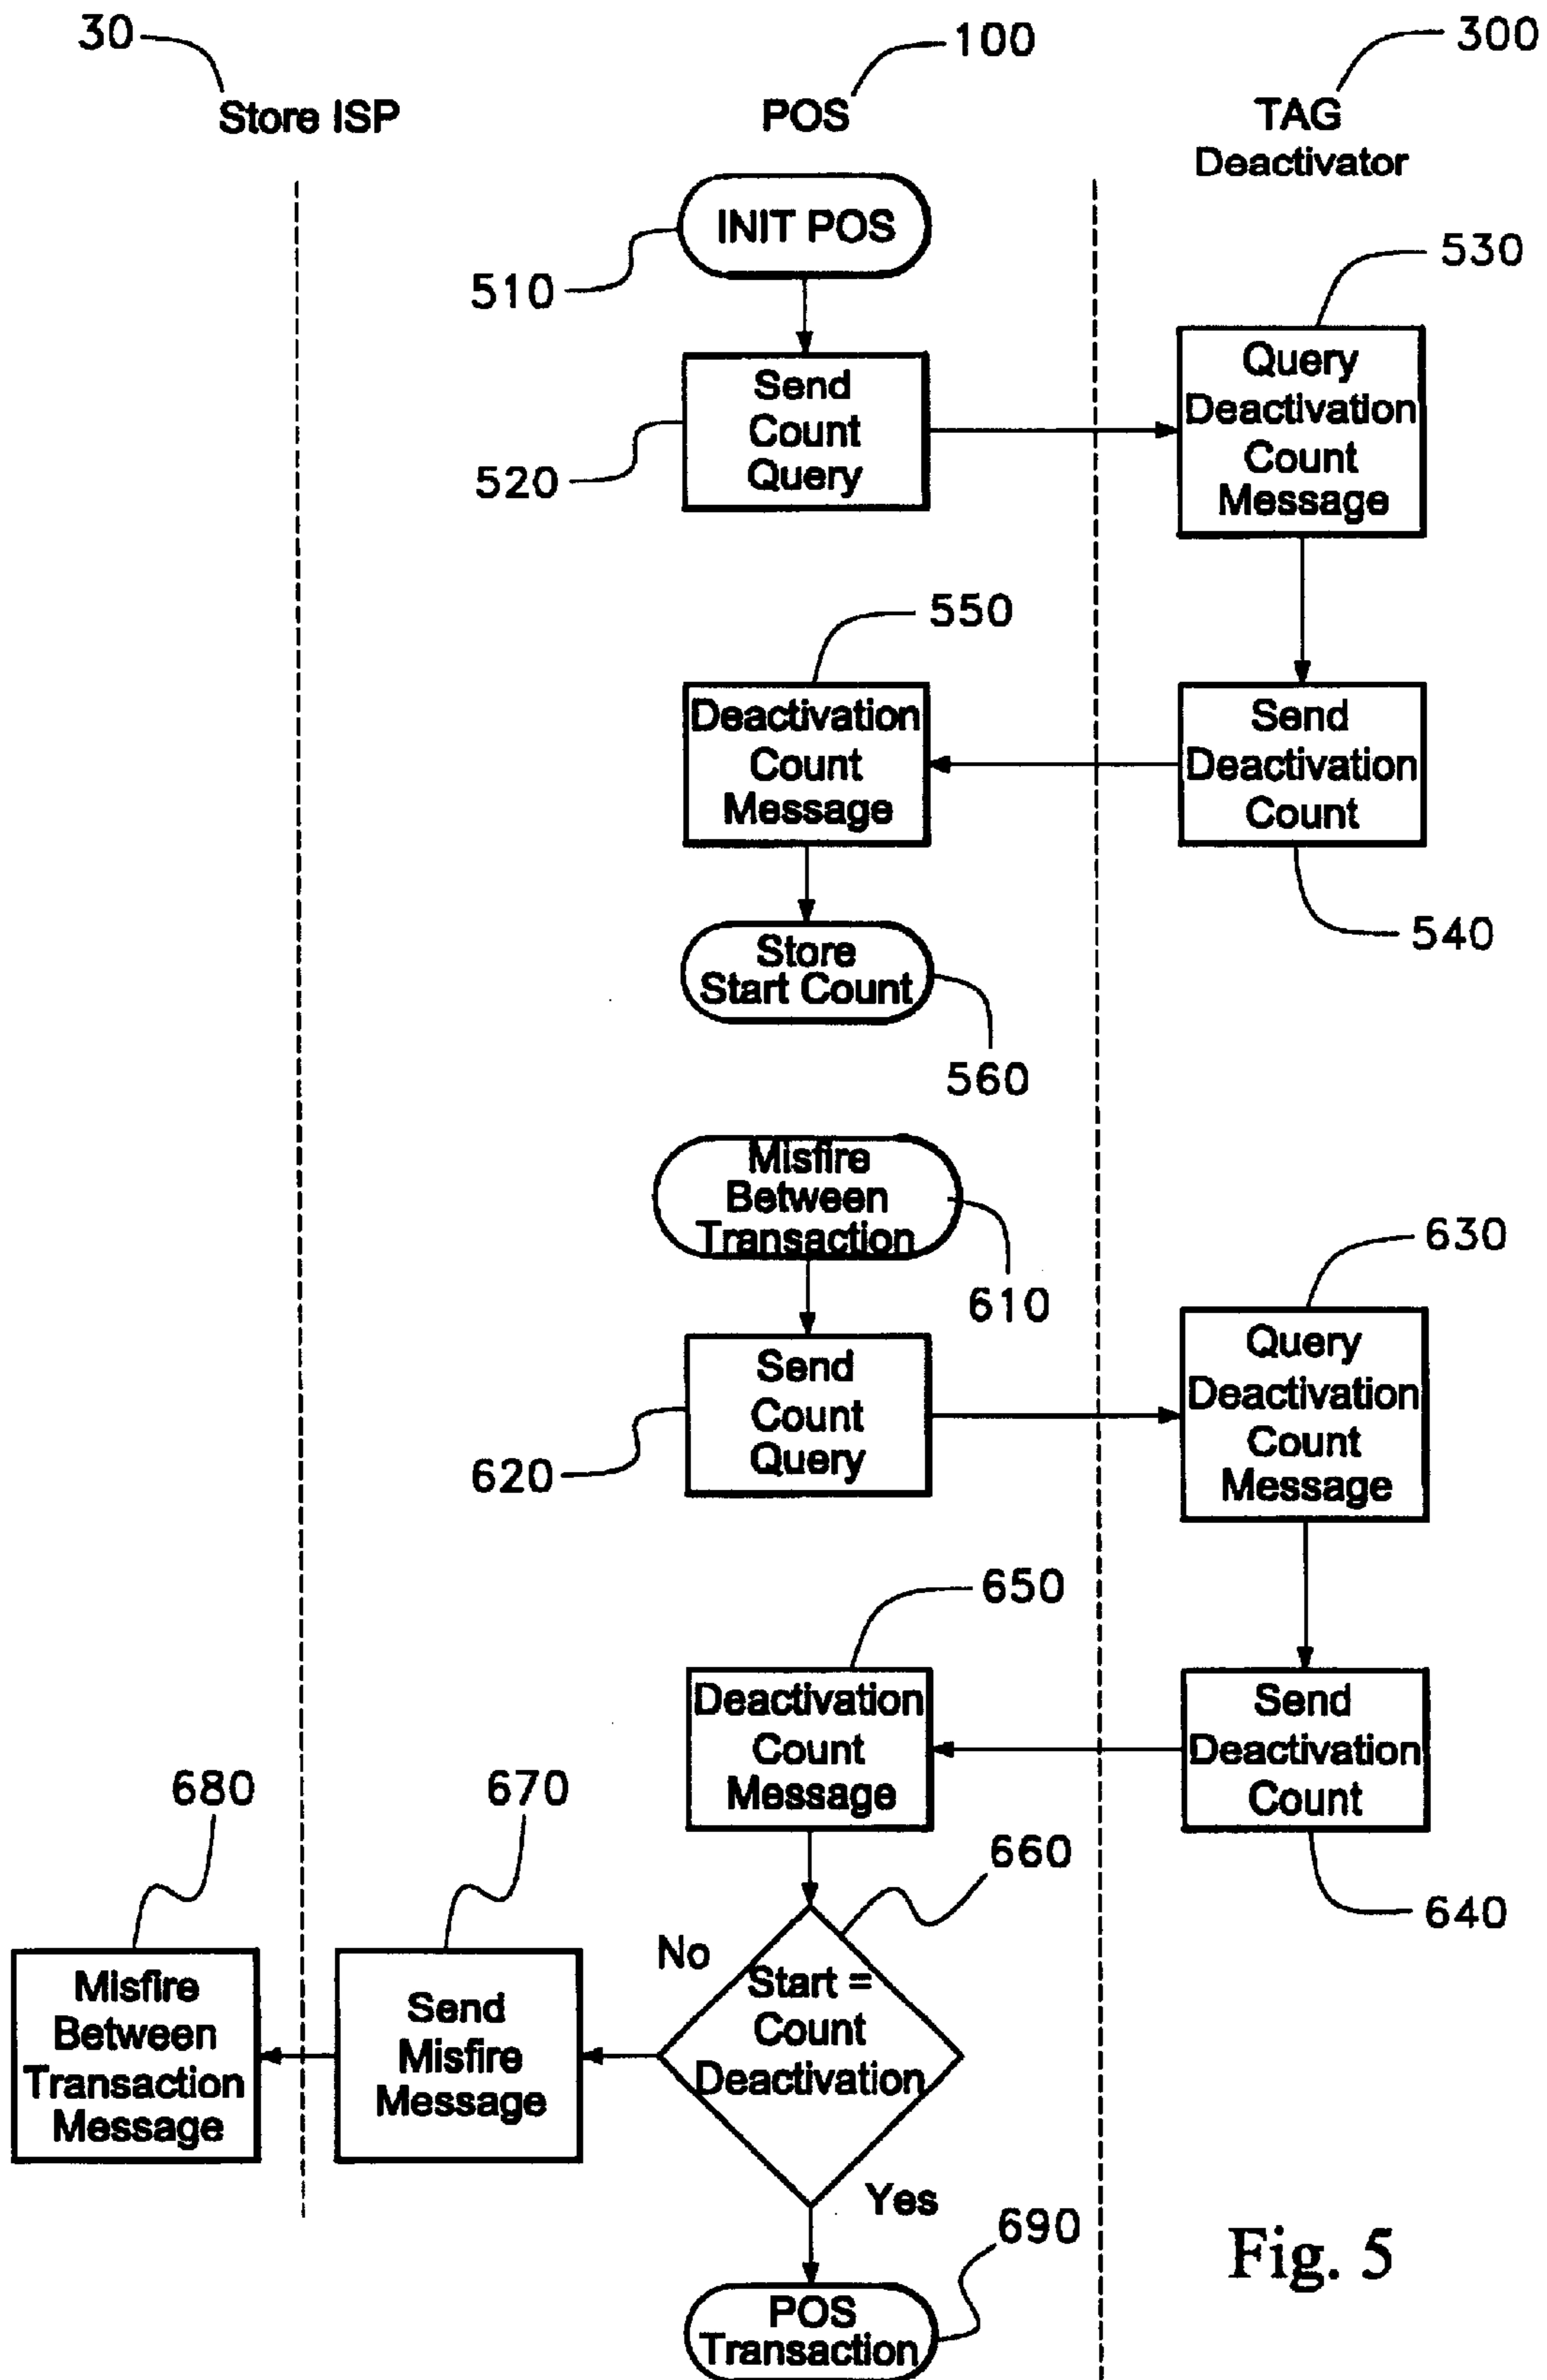 30
100
300
Store ISP
POS
TAG
Deactivator
INIT POS
510
530
Send
Count
Query
520
Query
Deactivation
Count
Message
550
Deactivation
Count
Message
Send
Deactivation
Count
540
Store
Start Count
560
Misfire
Between
Transaction
610
630
Send
Count
Query
620
Query
Deactivation
Count
Message
650
Deactivation
Count
Message
Send
Deactivation
Count
640
680
670
660
Misfire
Between
Transaction
Message
Send
Misfire
Message
No
Start =
Count
Deactivation
Yes
690
POS
Transaction
Fig. 5